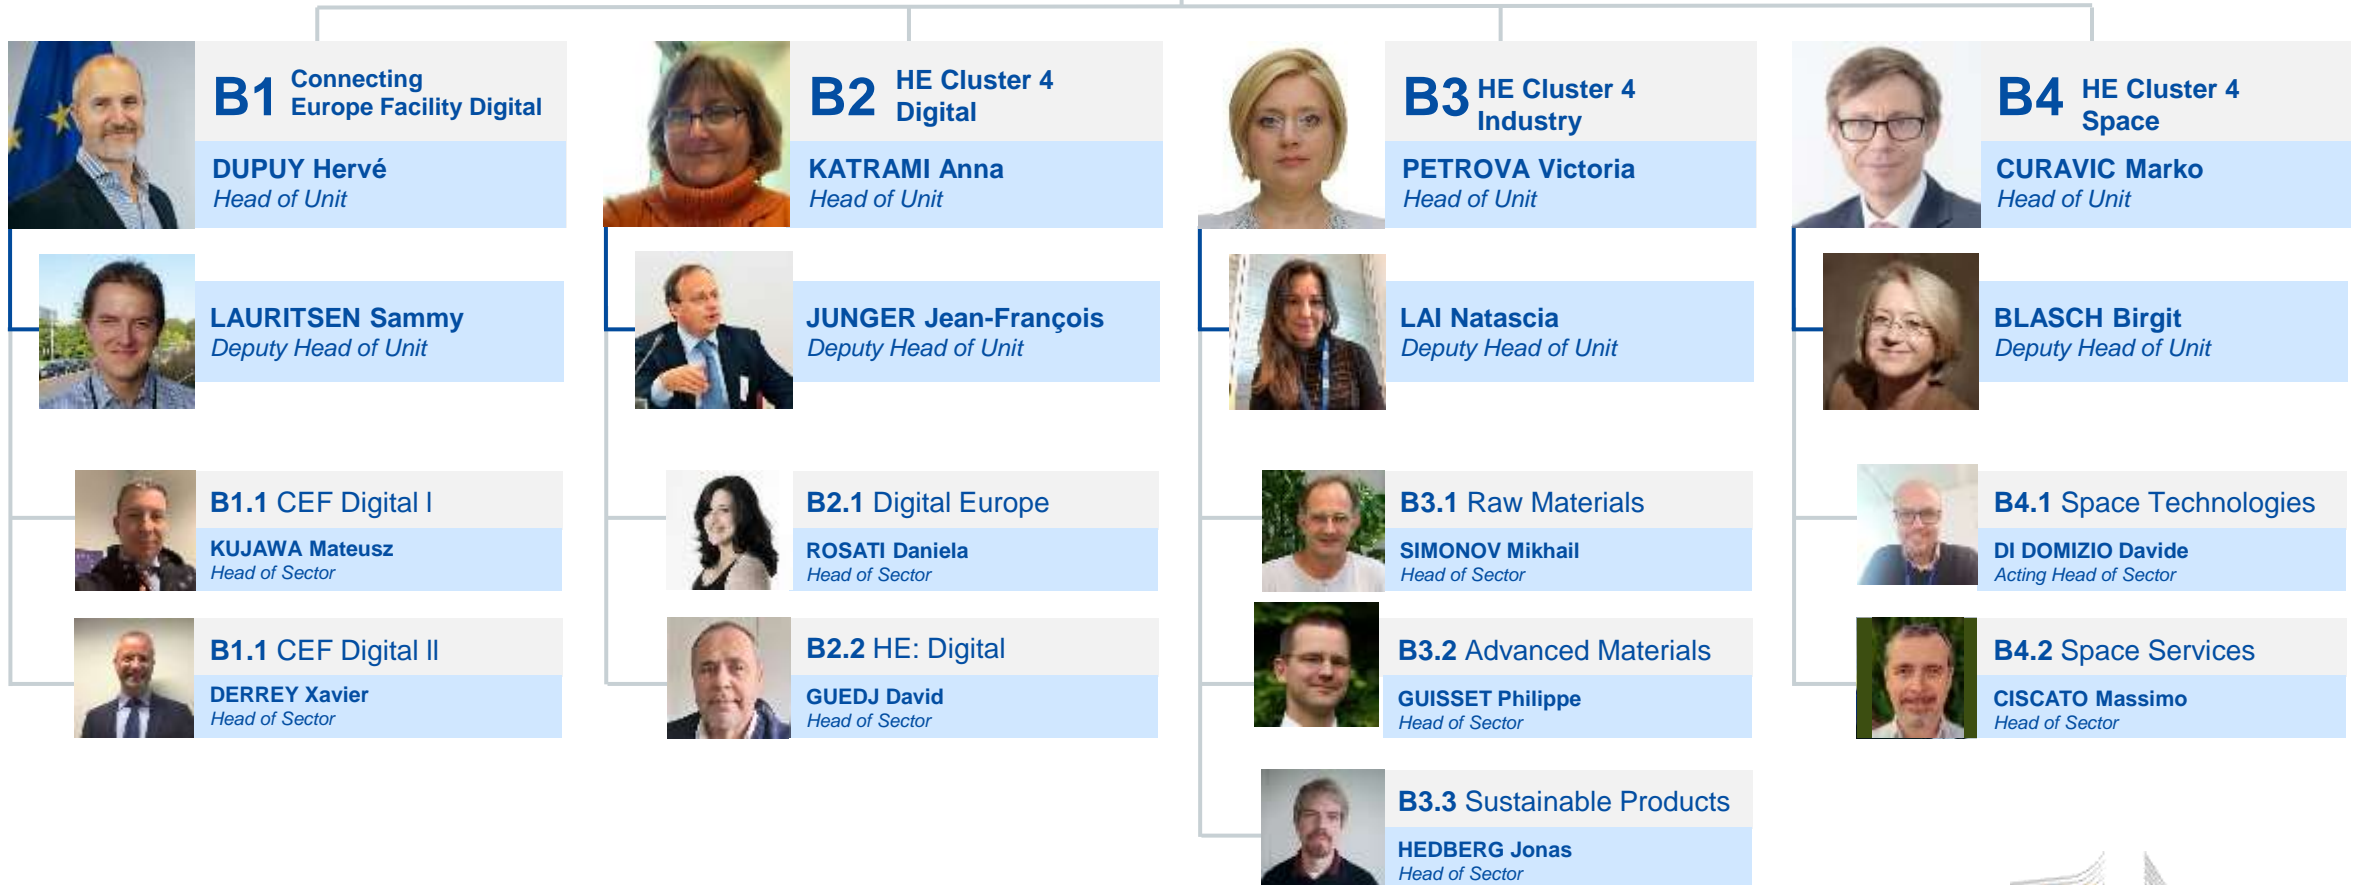 B1 Connecting
Europe Facility Digital
DUPUY Hervé
Head of Unit
LAURITSEN Sammy
Deputy Head of Unit
B1.1 CEF Digital I
KUJAWA Mateusz
Head of Sector
B1.1 CEF Digital II
DERREY Xavier
Head of Sector
B2 HE Cluster 4
Digital
KATRAMI Anna
Head of Unit
JUNGER Jean-François
Deputy Head of Unit
B2.1 Digital Europe
ROSATI Daniela
Head of Sector
B2.2 HE: Digital
GUEDJ David
Head of Sector
B3 HE Cluster 4
Industry
PETROVA Victoria
Head of Unit
LAI Natascia
Deputy Head of Unit
B3.1 Raw Materials
SIMONOV Mikhail
Head of Sector
B3.2 Advanced Materials
GUISSET Philippe
Head of Sector
B3.3 Sustainable Products
HEDBERG Jonas
Head of Sector
B4 HE Cluster 4
Space
CURAVIC Marko
Head of Unit
BLASCH Birgit
Deputy Head of Unit
B4.1 Space Technologies
DI DOMIZIO Davide
Acting Head of Sector
B4.2 Space Services
CISCATO Massimo
Head of Sector